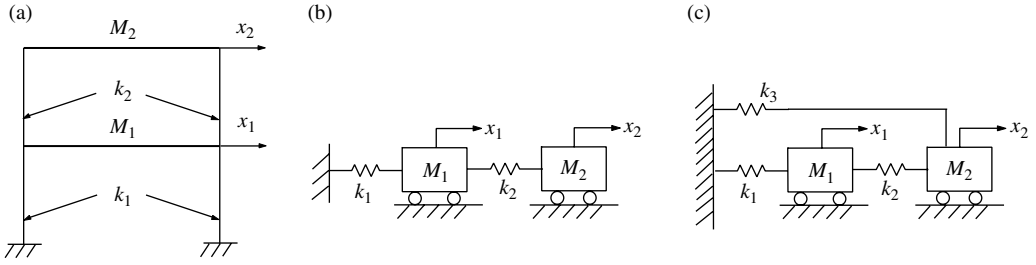 (a)
M₂
x₂
k₂
M₁
x₁
k₁
(b)
x₁
x₂
M₁
M₂
k₁
k₂
(c)
k₃
x₁
x₂
M₁
M₂
k₁
k₂